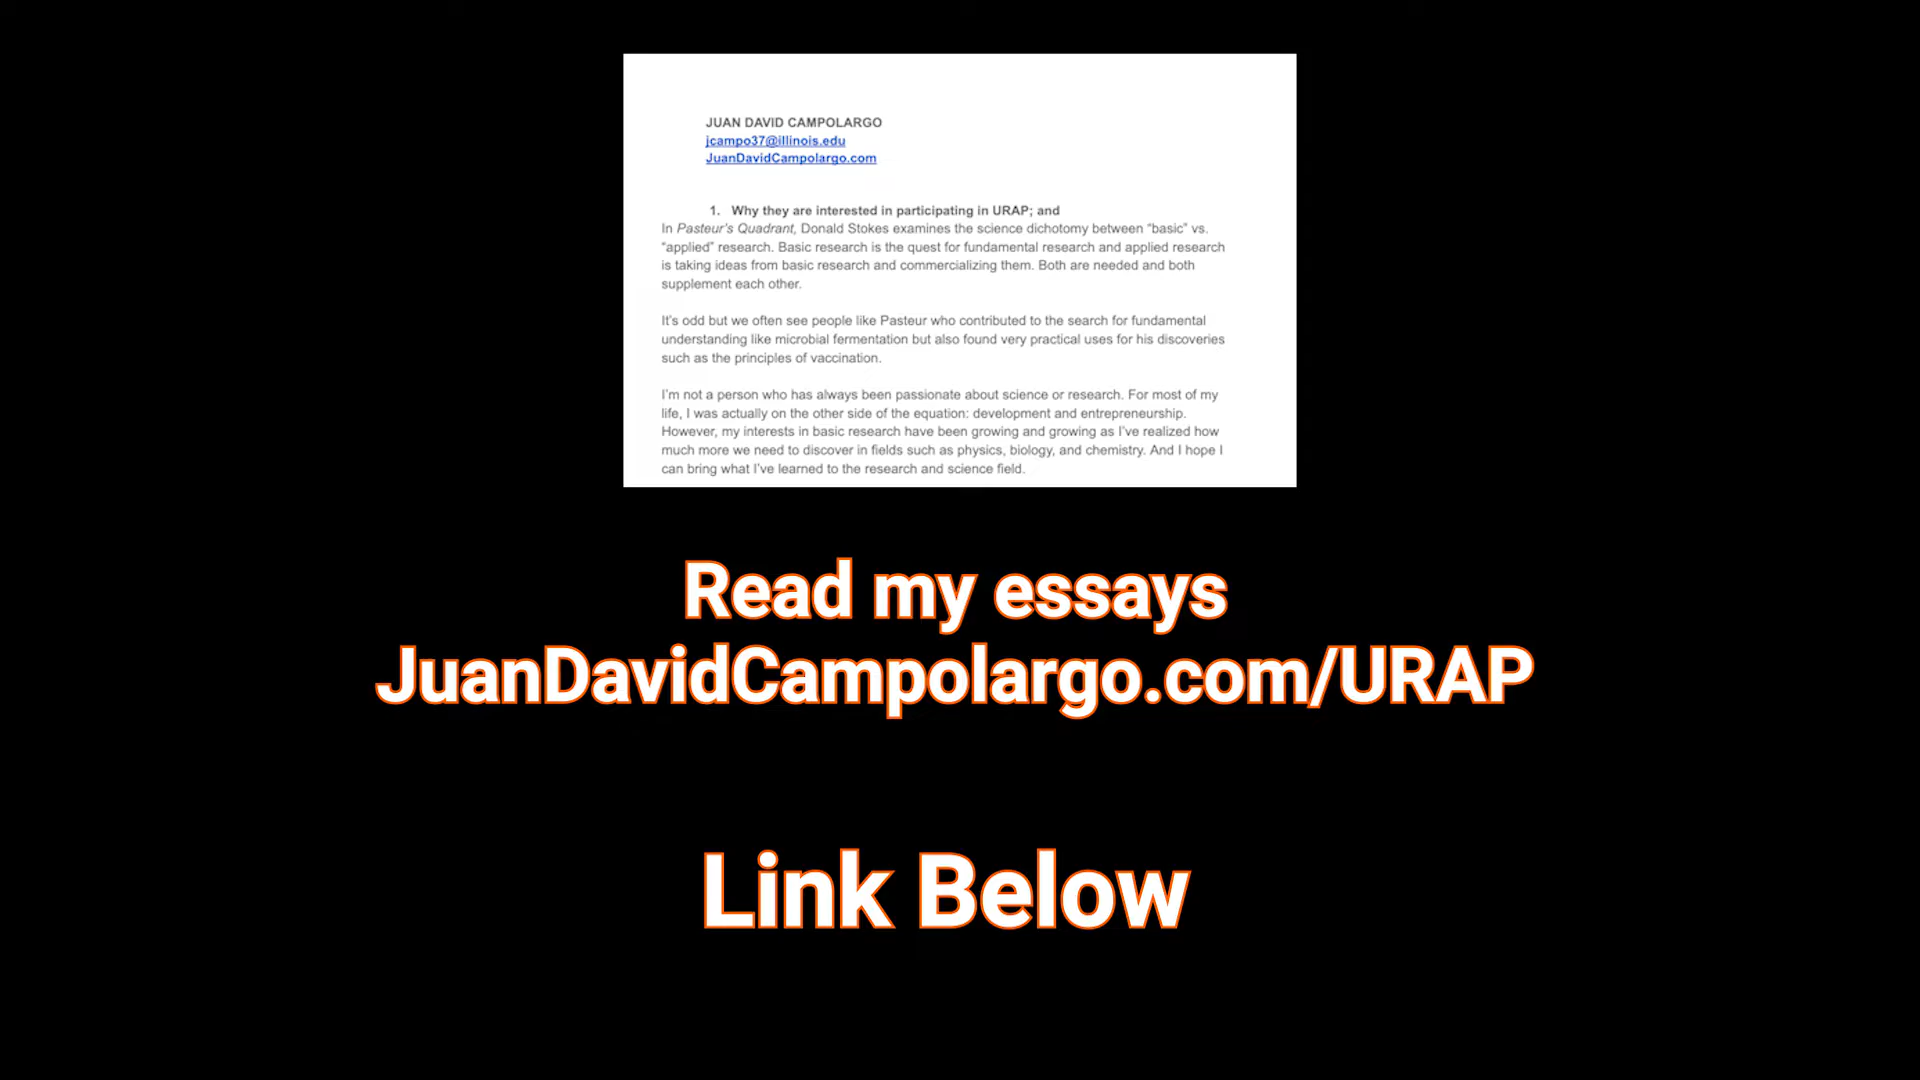 JUAN DAVID CAMPOLARGO
jcampo37@illinois.edu
JuanDavidCampolargo.com
1. Why they are interested in participating in URAP; and
In Pasteur's Quadrant, Donald Stokes examines the science dichotomy between “basic” vs.
“applied” research. Basic research is the quest for fundamental research and applied research
is taking ideas from basic research and commercializing them. Both are needed and both
supplement each other.
It's odd but we often see people like Pasteur who contributed to the search for fundamental
understanding like microbial fermentation but also found very practical uses for his discoveries
such as the principles of vaccination.
I'm not a person who has always been passionate about science or research. For most of my
life, I was actually on the other side of the equation: development and entrepreneurship.
However, my interests in basic research have been growing and growing as I've realized how
much more we need to discover in fields such as physics, biology, and chemistry. And I hope I
can bring what I've learned to the research and science field.
Read my essays
JuanDavidCampolargo.com/URAP
Link Below